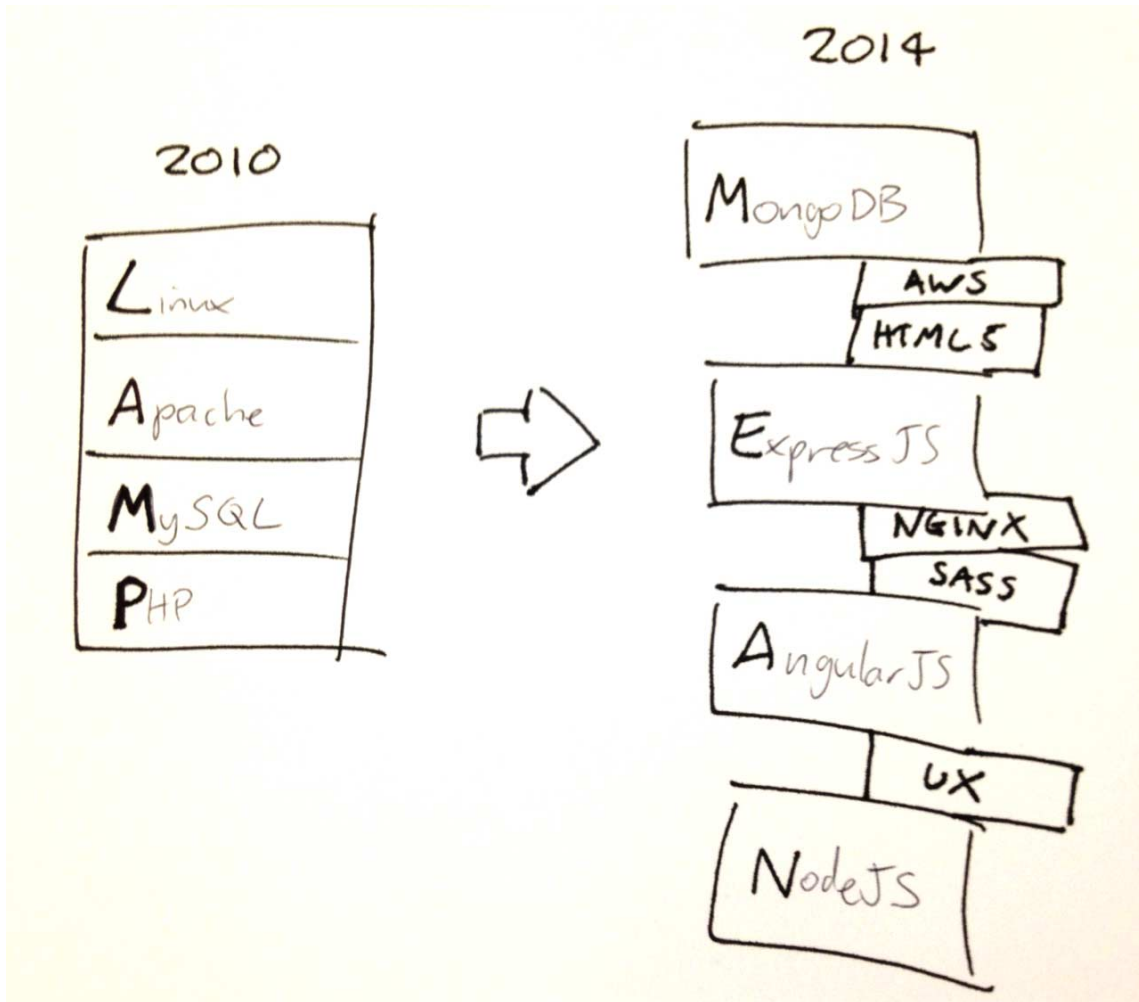 2010
Linux
Apache
MySQL
PHP
2014
MongoDB
AWS
HTML5
ExpressJS
NGINX
SASS
AngularJS
UX
NodeJS